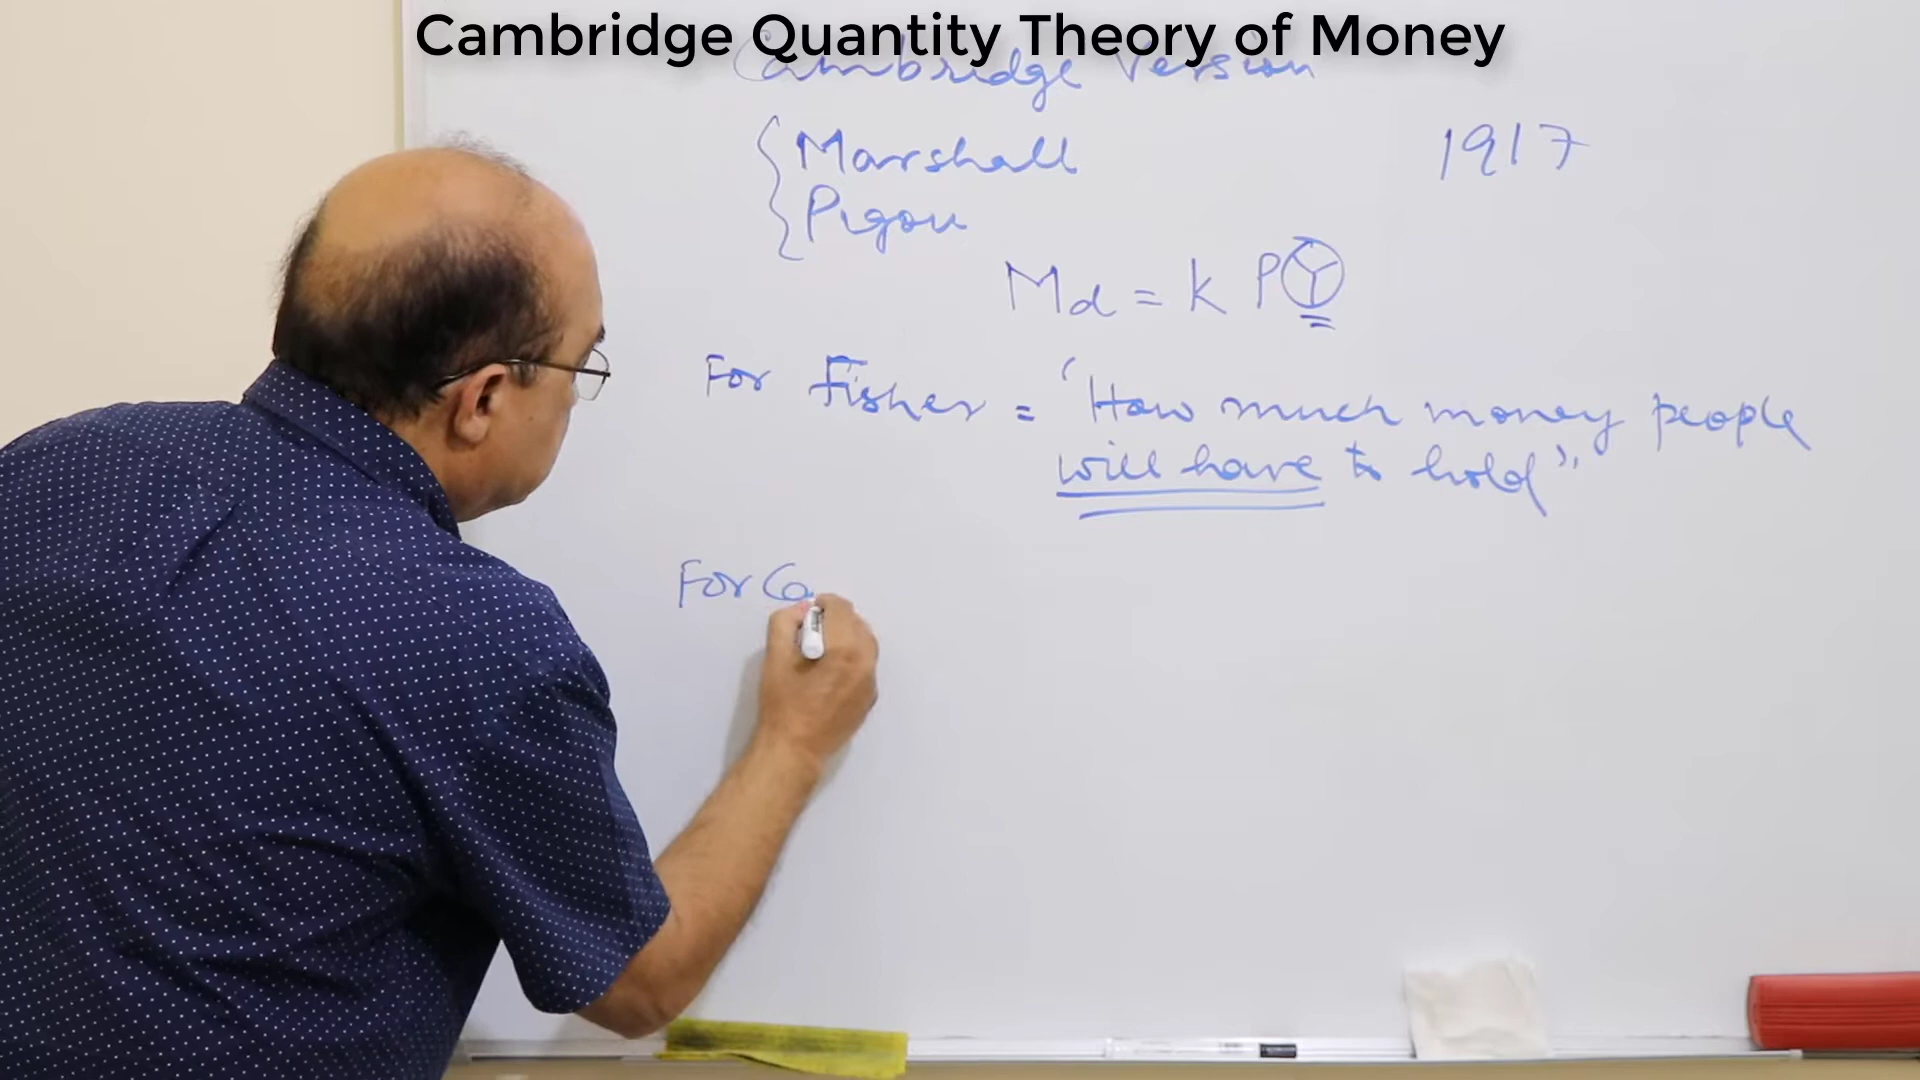 Cambridge Quantity Theory of Money
Cambridge Version
Marshall 1917
Pigou
Md = k PY
For Fisher = "How much money people
will have to hold".
For Ca